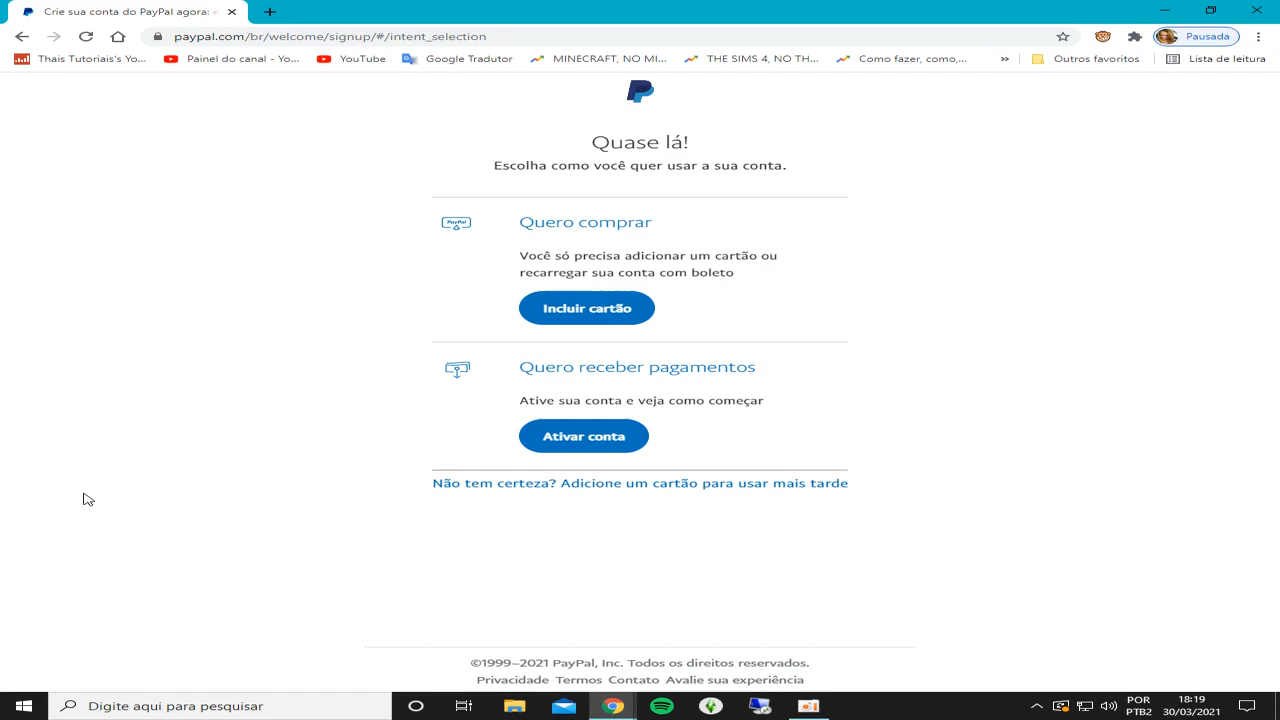 Crie sua conta do PayPal agora: e
paypal.com/br/welcome/signup/#/intent_selection
Pausada
Thais Tutoriais's Yo...
Painel do canal - Yo...
YouTube
Google Tradutor
MINECRAFT, NO MI...
THE SIMS 4, NO TH...
Como fazer, como,...
»
Outros favoritos
Lista de leitura
Quase lá!
Escolha como você quer usar a sua conta.
PayPal
Quero comprar
Você só precisa adicionar um cartão ou
recarregar sua conta com boleto
Incluir cartão
Quero receber pagamentos
Ative sua conta e veja como começar
Ativar conta
Não tem certeza? Adicione um cartão para usar mais tarde
©1999–2021 PayPal, Inc. Todos os direitos reservados.
Privacidade Termos Contato Avalie sua experiência
Digite aqui para pesquisar
POR
PTB2
18:19
30/03/2021